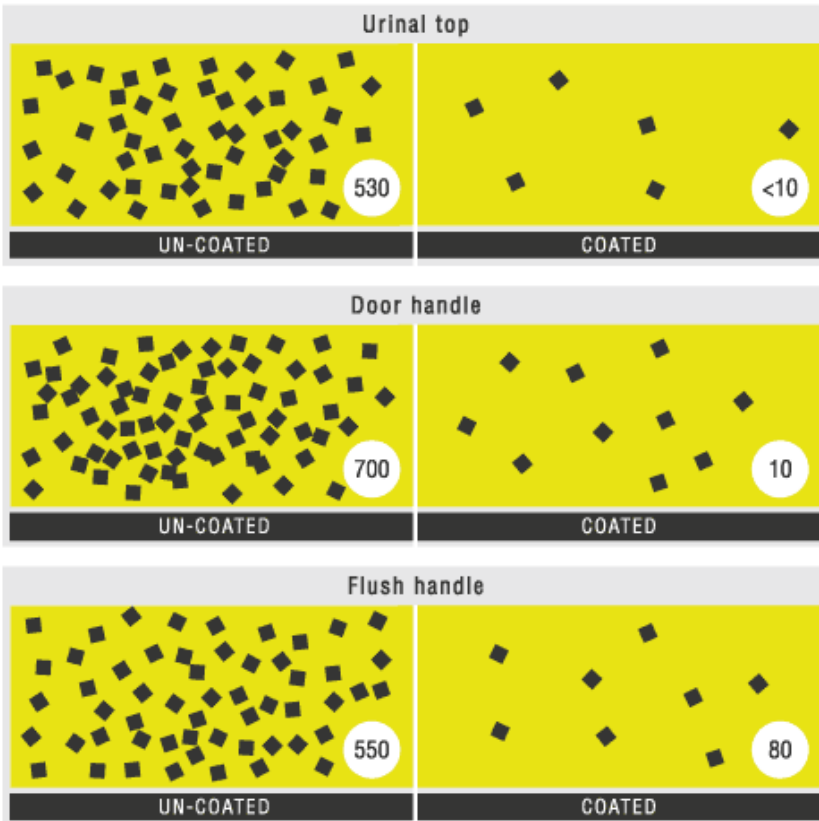 Urinal top
530
<10
UN-COATED
COATED
Door handle
700
10
UN-COATED
COATED
Flush handle
550
80
UN-COATED
COATED